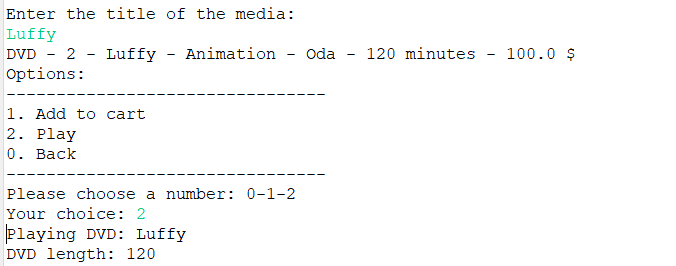 Enter the title of the media:
Luffy
DVD - 2 - Luffy - Animation - Oda - 120 minutes - 100.0 $
Options:
--------------------------------
1. Add to cart
2. Play
0. Back
--------------------------------
Please choose a number: 0-1-2
Your choice: 2
Playing DVD: Luffy
DVD length: 120